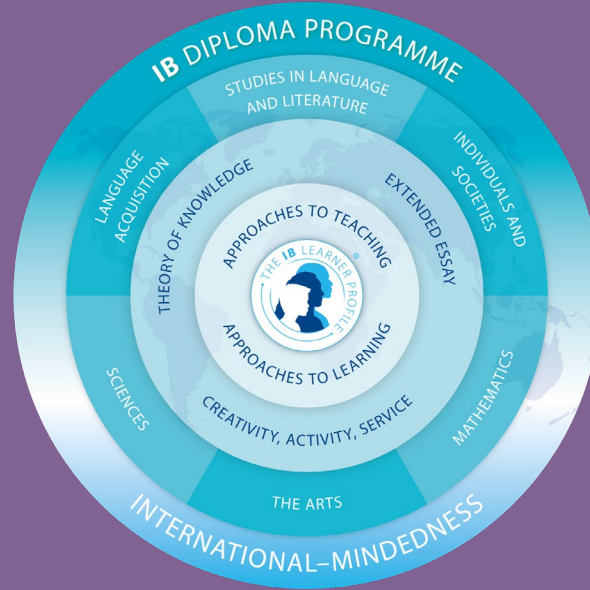 IB DIPLOMA PROGRAMME
STUDIES IN LANGUAGE
AND LITERATURE
LANGUAGE
ACQUISITION
INDIVIDUALS AND
SOCIETIES
THEORY OF KNOWLEDGE
EXTENDED ESSAY
APPROACHES TO TEACHING
THE IB LEARNER PROFILE®
APPROACHES TO LEARNING
CREATIVITY, ACTIVITY, SERVICE
SCIENCES
MATHEMATICS
THE ARTS
INTERNATIONAL–MINDEDNESS